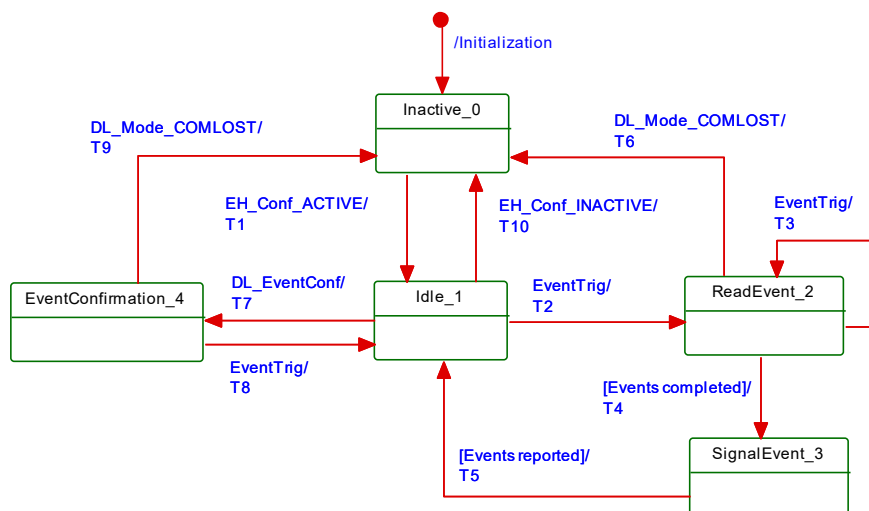 /Initialization
Inactive_0
DL_Mode_COMLOST/
T9
DL_Mode_COMLOST/
T6
EH_Conf_ACTIVE/
T1
EH_Conf_INACTIVE/
T10
EventTrig/
T3
EventConfirmation_4
DL_EventConf/
T7
Idle_1
EventTrig/
T2
ReadEvent_2
EventTrig/
T8
[Events completed]/
T4
[Events reported]/
T5
SignalEvent_3